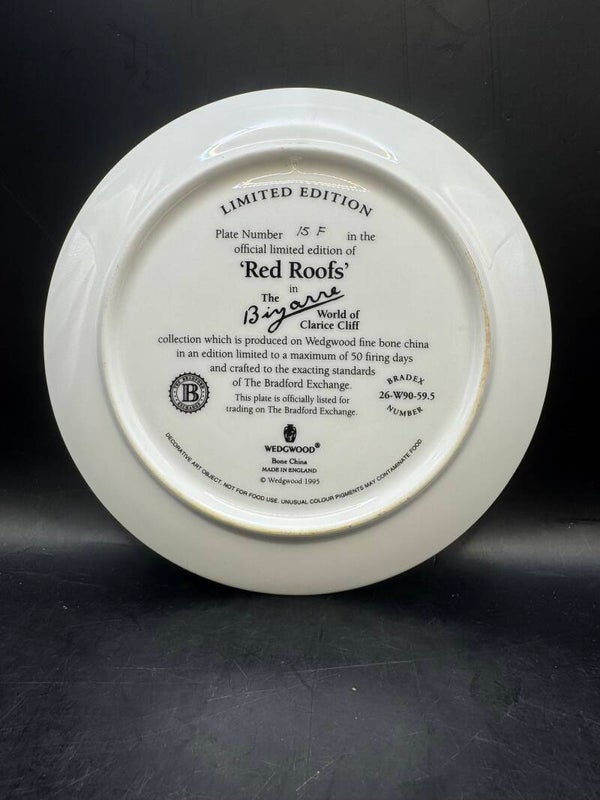 LIMITED EDITION
Plate Number 15 F in the
official limited edition of
'Red Roofs'
in
The Bizarre World of
Clarice Cliff
collection which is produced on Wedgwood fine bone china
in an edition limited to a maximum of 50 firing days
and crafted to the exacting standards
of The Bradford Exchange.
This plate is officially listed for
trading on The Bradford Exchange.
THE BRADFORD EXCHANGE
B
BRADEX
26-W90-59.5
NUMBER
WEDGWOOD®
Bone China
MADE IN ENGLAND
© Wedgwood 1995
DECORATIVE ART OBJECT. NOT FOR FOOD USE. UNUSUAL COLOUR PIGMENTS MAY CONTAMINATE FOOD